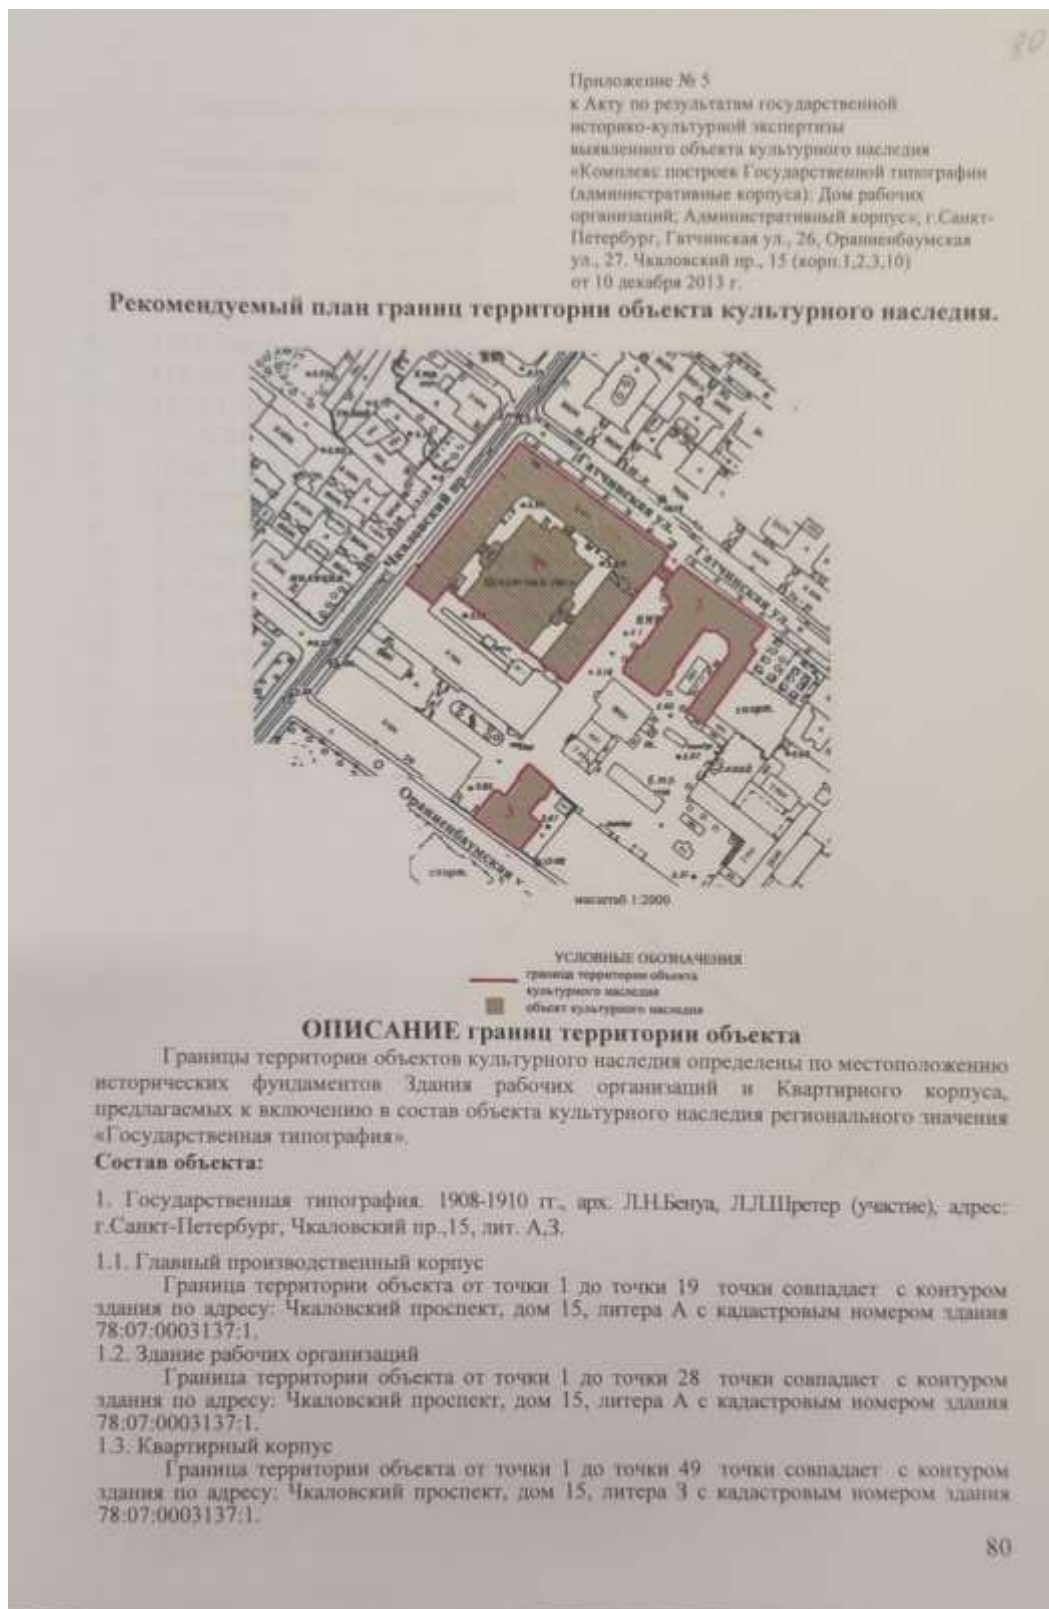 80
Приложение № 5
к Акту по результатам государственной
историко-культурной экспертизы
выявленного объекта культурного наследия
«Комплекс построек Государственной типографии
(административные корпуса): Дом рабочих
организаций; Административный корпус», г.Санкт-
Петербург, Гатчинская ул., 26, Ораниенбаумская
ул., 27, Чкаловский пр., 15 (корп.1,2,3,10)
от 10 декабря 2013 г.
Рекомендуемый план границ территории объекта культурного наследия.
Гатчинская ул.
Чкаловский пр.
Гатчинская ул.
спорт.
Ораниенбаумская у
спорт.
масштаб 1:2000
УСЛОВНЫЕ ОБОЗНАЧЕНИЯ
граница территории объекта
культурного наследия
объект культурного наследия
ОПИСАНИЕ границ территории объекта
Границы территории объектов культурного наследия определены по местоположению
исторических фундаментов Здания рабочих организаций и Квартирного корпуса,
предлагаемых к включению в состав объекта культурного наследия регионального значения
«Государственная типография».
Состав объекта:
1. Государственная типография. 1908-1910 гг., арх. Л.Н.Бенуа, Л.Л.Шретер (участие), адрес:
г.Санкт-Петербург, Чкаловский пр.,15, лит. А,З.
1.1. Главный производственный корпус
Граница территории объекта от точки 1 до точки 19 точки совпадает с контуром
здания по адресу: Чкаловский проспект, дом 15, литера А с кадастровым номером здания
78:07:0003137:1.
1.2. Здание рабочих организаций
Граница территории объекта от точки 1 до точки 28 точки совпадает с контуром
здания по адресу: Чкаловский проспект, дом 15, литера А с кадастровым номером здания
78:07:0003137:1.
1.3. Квартирный корпус
Граница территории объекта от точки 1 до точки 49 точки совпадает с контуром
здания по адресу: Чкаловский проспект, дом 15, литера З с кадастровым номером здания
78:07:0003137:1.
80